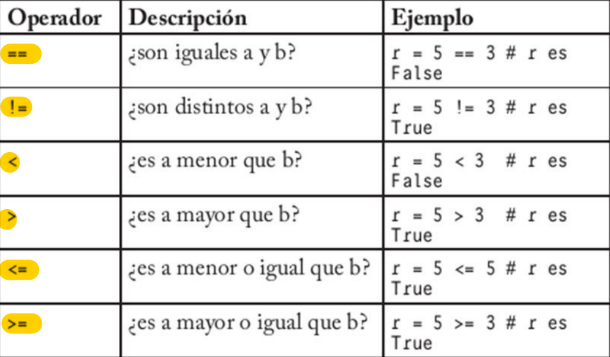 Operador Descripción Ejemplo
== ¿son iguales a y b? r = 5 == 3 # r es
False
!= ¿son distintos a y b? r = 5 != 3 # r es
True
< ¿es a menor que b? r = 5 < 3 # r es
False
> ¿es a mayor que b? r = 5 > 3 # r es
True
<= ¿es a menor o igual que b? r = 5 <= 5 # r es
True
>= ¿es a mayor o igual que b? r = 5 >= 3 # r es
True